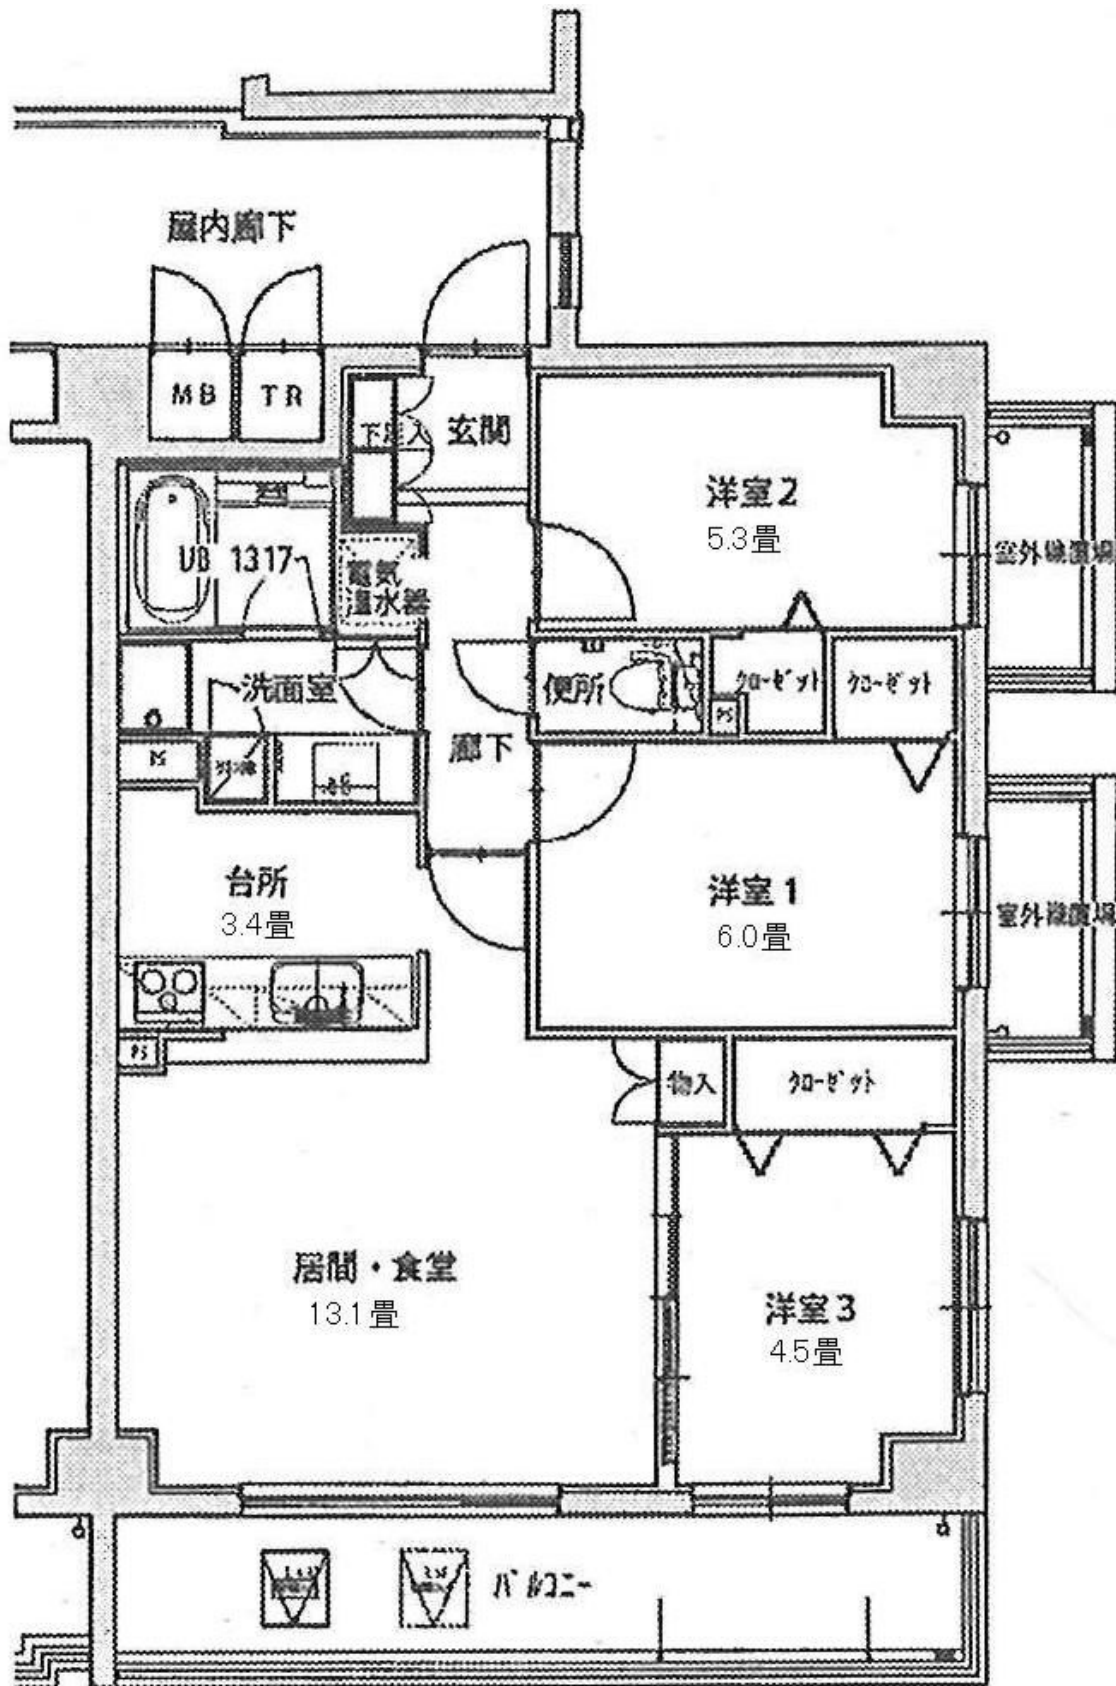 屋内廊下
MB
TR
下足入
玄関
洋室2
5.3畳
UB 1317
電気
温水器
室外機置場
洗面室
便所
クローゼット
クローゼット
PS
PS
廊下
台所
3.4畳
洋室1
6.0畳
室外機置場
PS
物入
クローゼット
居間・食堂
13.1畳
洋室3
4.5畳
バルコニー